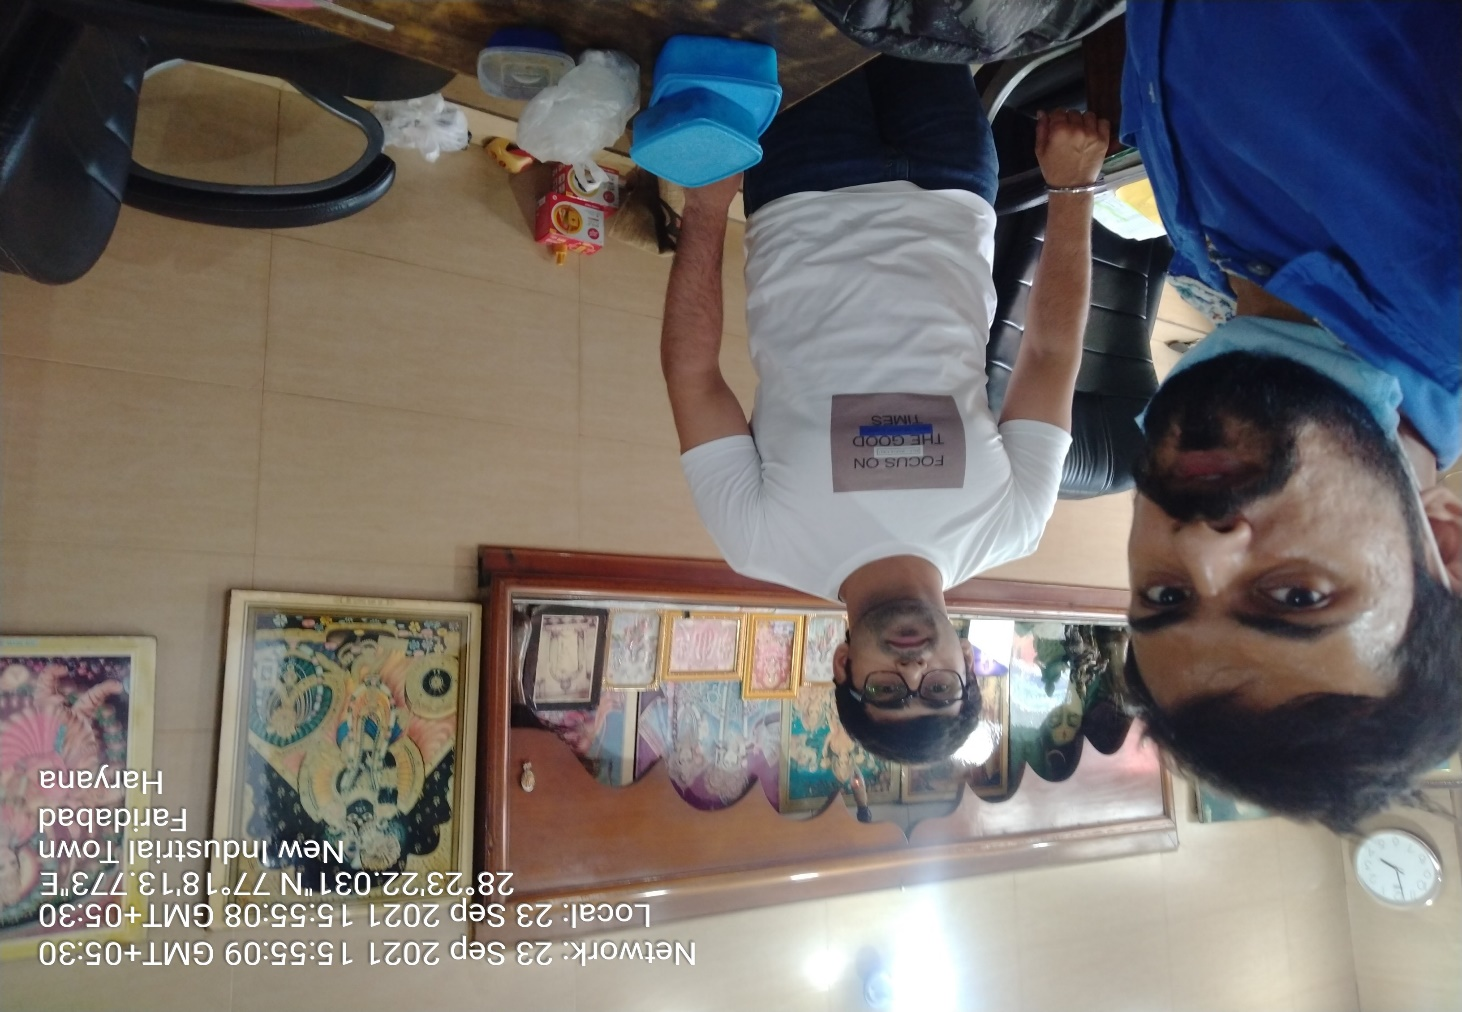 Network: 23 Sep 2021 15:55:09 GMT+05:30
Local: 23 Sep 2021 15:55:08 GMT+05:30
28°23'22.031"N 77°18'13.773"E
New Industrial Town
Faridabad
Haryana
FOCUS ON
THE GOOD
TIMES